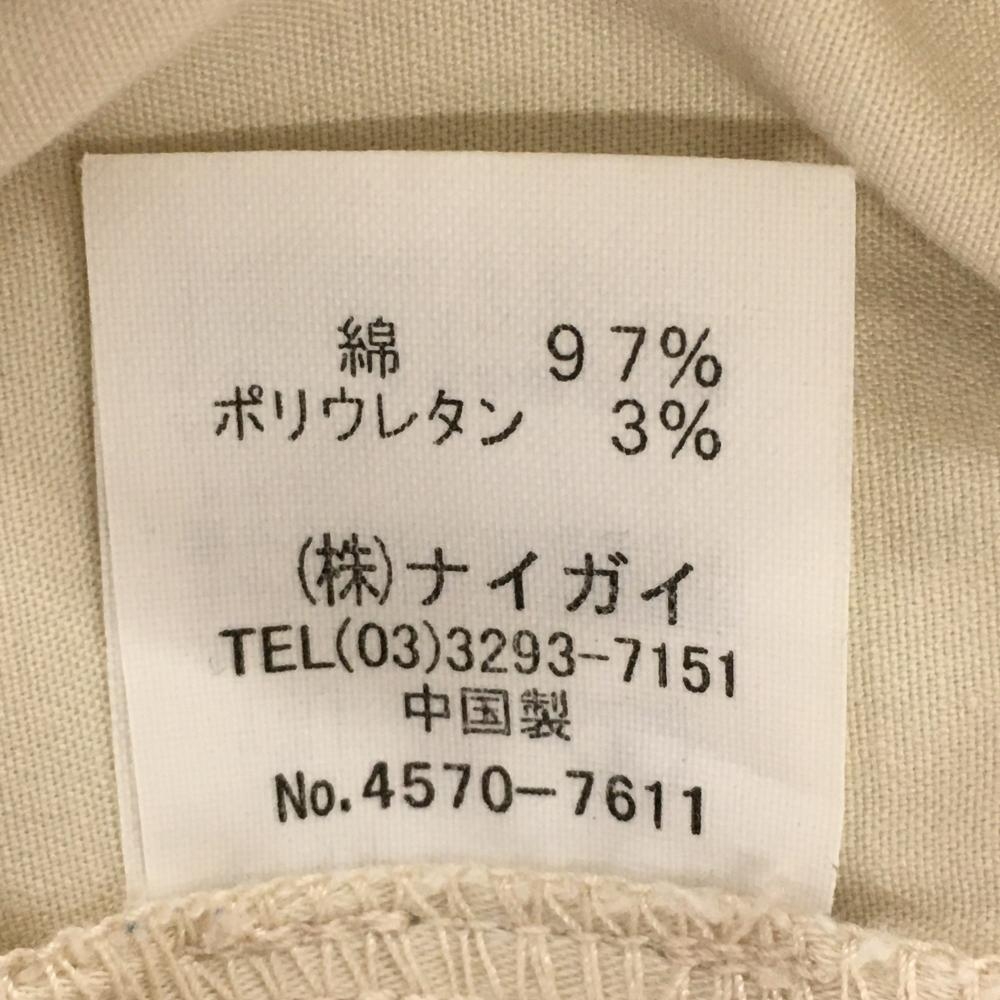 綿 97%
ポリウレタン 3%
(株)ナイガイ
TEL(03)3293-7151
中国製
No.4570-7611